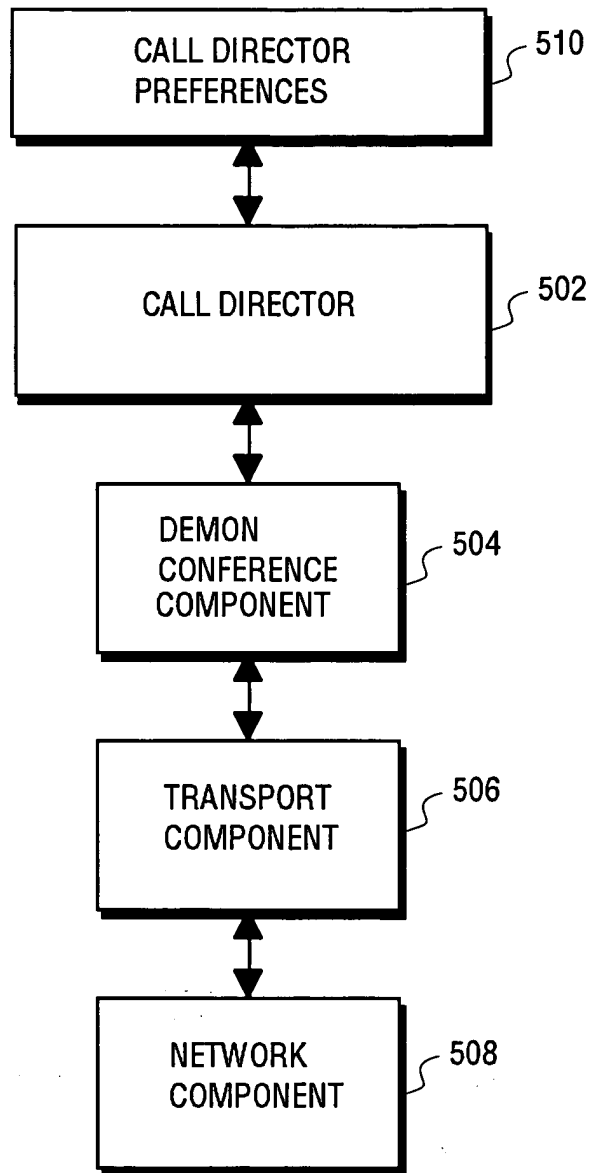 CALL DIRECTOR
PREFERENCES
510
CALL DIRECTOR
502
DEMON
CONFERENCE
COMPONENT
504
TRANSPORT
COMPONENT
506
NETWORK
COMPONENT
508